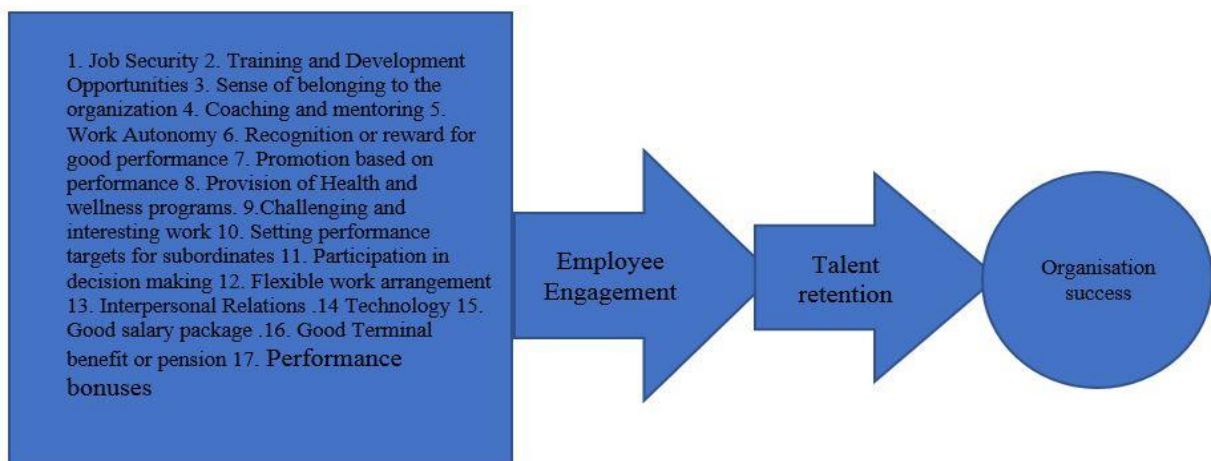 1. Job Security 2. Training and Development
Opportunities 3. Sense of belonging to the
organization 4. Coaching and mentoring 5.
Work Autonomy 6. Recognition or reward for
good performance 7. Promotion based on
performance 8. Provision of Health and
wellness programs. 9.Challenging and
interesting work 10. Setting performance
targets for subordinates 11. Participation in
decision making 12. Flexible work arrangement
13. Interpersonal Relations .14 Technology 15.
Good salary package .16. Good Terminal
benefit or pension 17. Performance
bonuses
Employee
Engagement
Talent
retention
Organisation
success